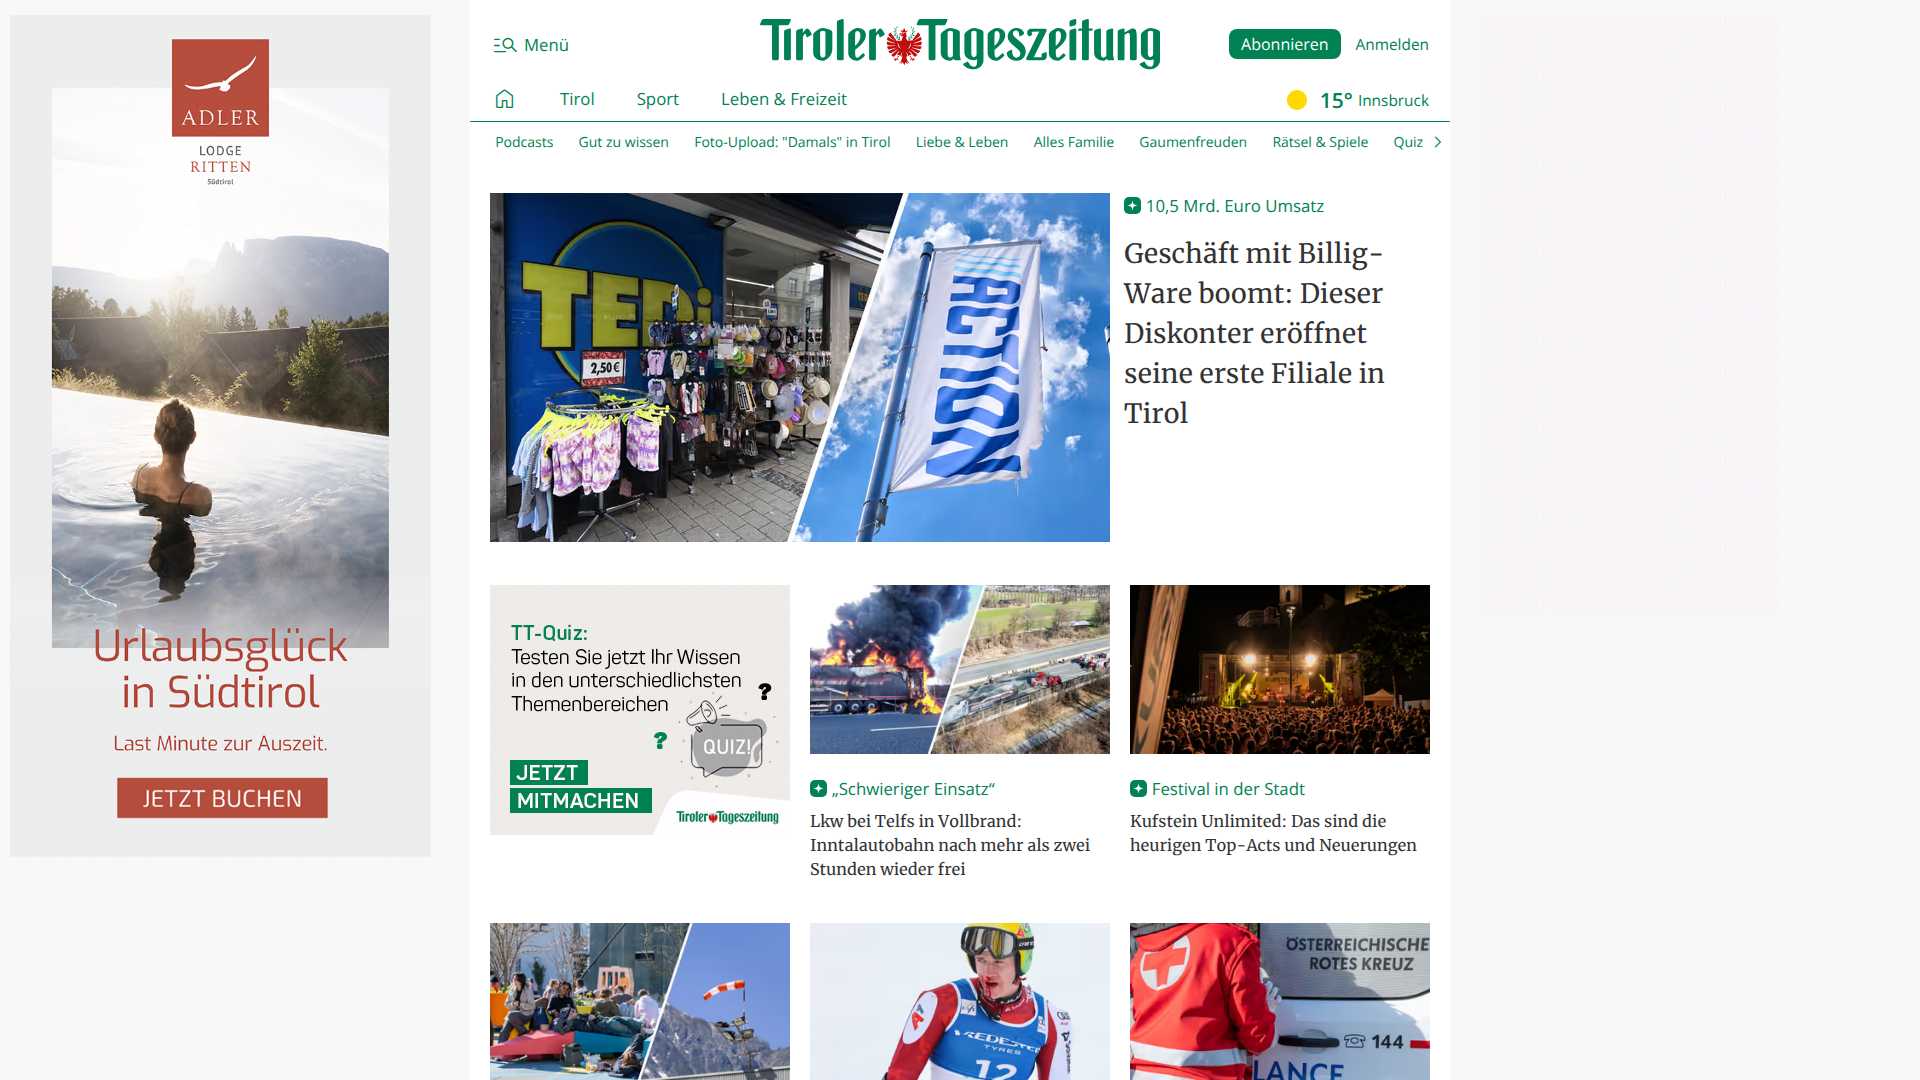 ADLER
LODGE
RITTEN
Südtirol
Urlaubsglück
in Südtirol
Last Minute zur Auszeit.
JETZT BUCHEN
Menü
Tiroler Tageszeitung
Abonnieren
Anmelden
Tirol
Sport
Leben & Freizeit
15° Innsbruck
Podcasts
Gut zu wissen
Foto-Upload: "Damals" in Tirol
Liebe & Leben
Alles Familie
Gaumenfreuden
Rätsel & Spiele
Quiz
TEDi
2,50 €
ACTION
10,5 Mrd. Euro Umsatz
Geschäft mit Billig-
Ware boomt: Dieser
Diskonter eröffnet
seine erste Filiale in
Tirol
TT-Quiz:
Testen Sie jetzt Ihr Wissen
in den unterschiedlichsten
Themenbereichen
?
?
QUIZ!
JETZT
MITMACHEN
Tiroler Tageszeitung
„Schwieriger Einsatz“
Lkw bei Telfs in Vollbrand:
Inntalautobahn nach mehr als zwei
Stunden wieder frei
Festival in der Stadt
Kufstein Unlimited: Das sind die
heurigen Top-Acts und Neuerungen
REDESTEIN
TYRES
12
ÖSTERREICHISCHE
ROTES KREUZ
144
LANCE